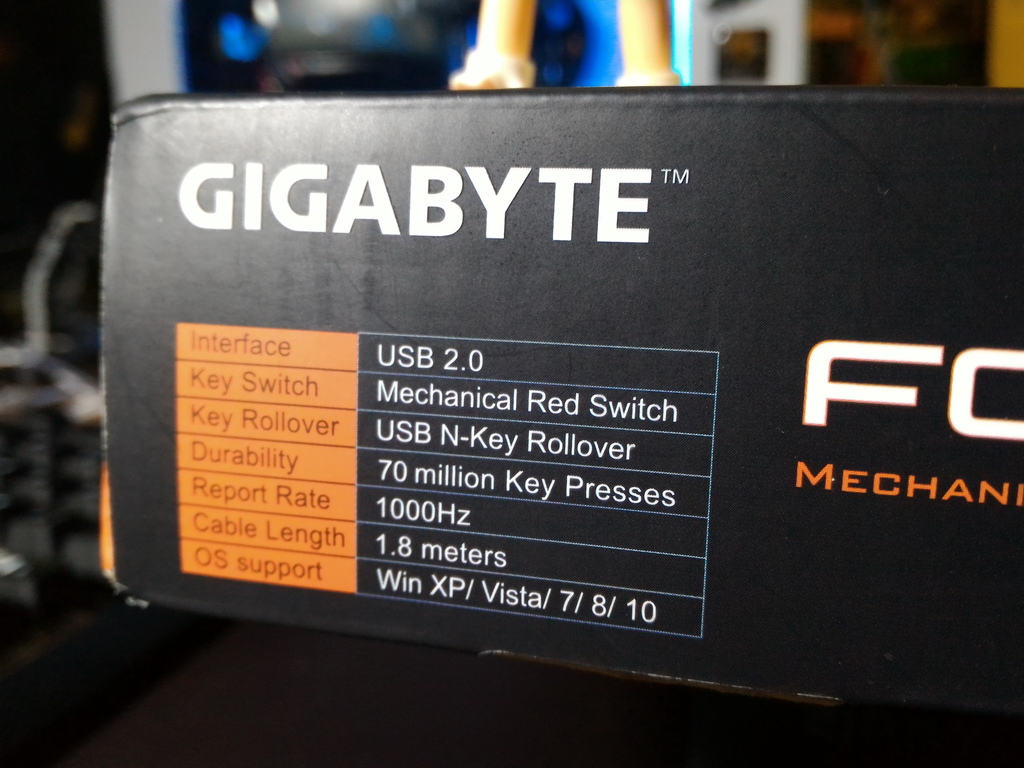 GIGABYTE™
Interface USB 2.0
Key Switch Mechanical Red Switch
Key Rollover USB N-Key Rollover
Durability 70 million Key Presses
Report Rate 1000Hz
Cable Length 1.8 meters
OS support Win XP/ Vista/ 7/ 8/ 10